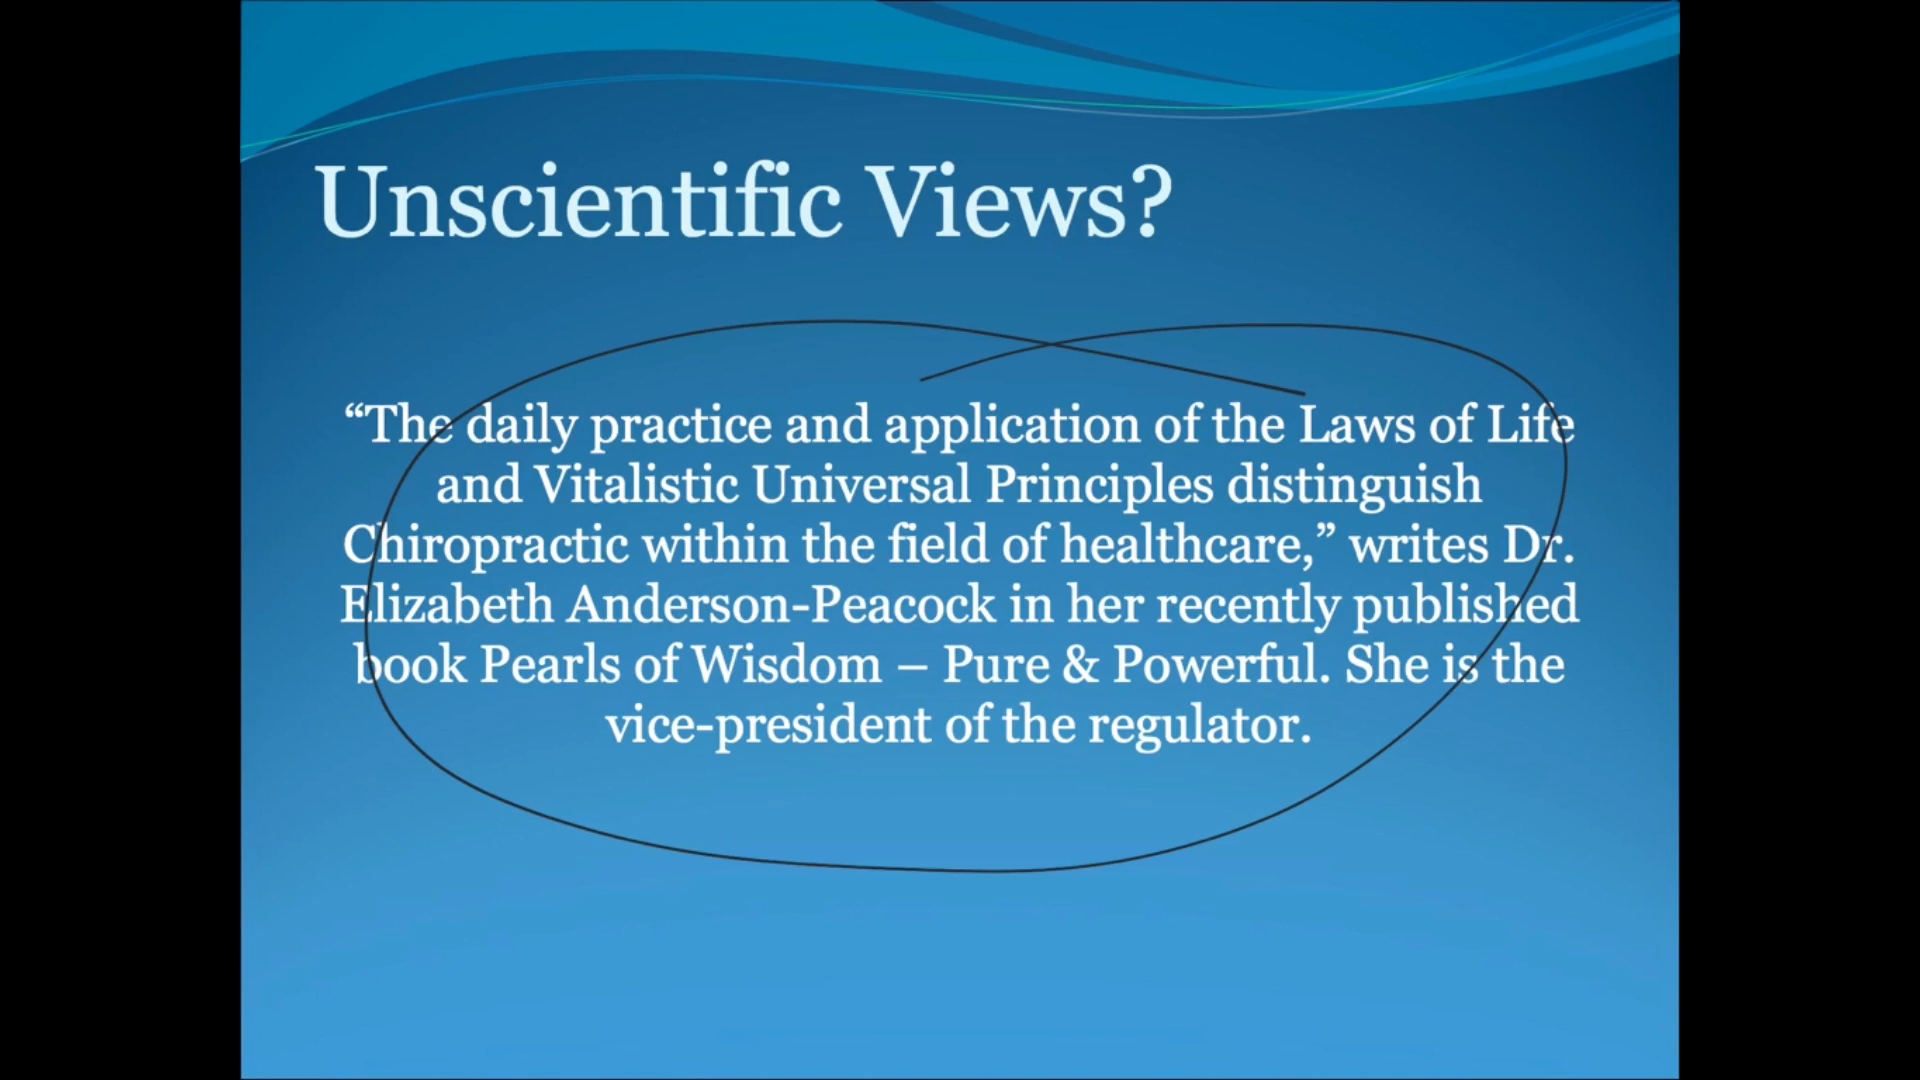 Unscientific Views?
“The daily practice and application of the Laws of Life
and Vitalistic Universal Principles distinguish
Chiropractic within the field of healthcare,” writes Dr.
Elizabeth Anderson-Peacock in her recently published
book Pearls of Wisdom – Pure & Powerful. She is the
vice-president of the regulator.